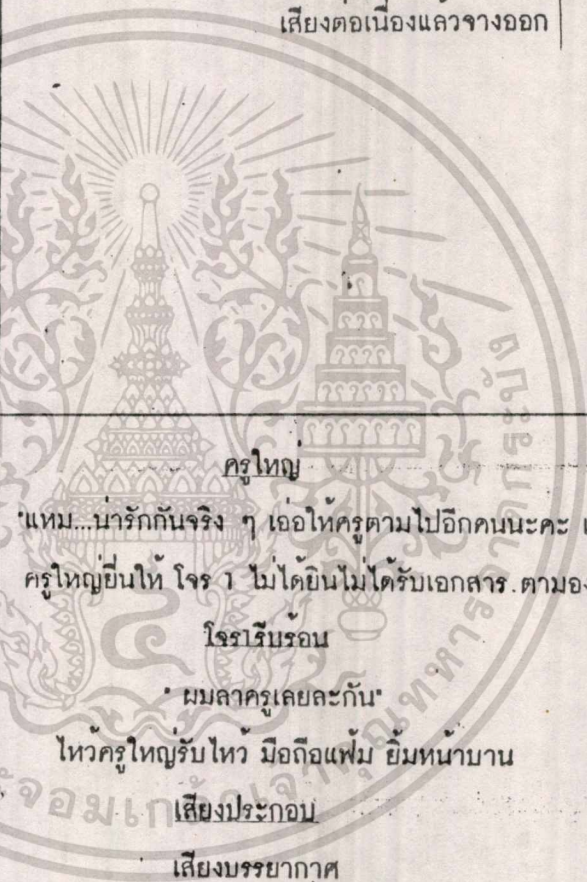 เสียงต่อเนื่องแล้วจางออก
ครูใหญ่
"แหม...น่ารักกันจริง ๆ เอ่อให้ครูตามไปอีกคนนะคะ
ครูใหญ่ยื่นให้ โจร 1 ไม่ได้ยินไม่ได้รับเอกสาร.ตามอง
โจร1รีบร้อน
" ผมลาครูเลยละกัน"
ไหว้ครูใหญ่รับไหว้ มือถือแฟ้ม ยิ้มหน้าบาน
เสียงประกอบ
เสียงบรรยากาศ